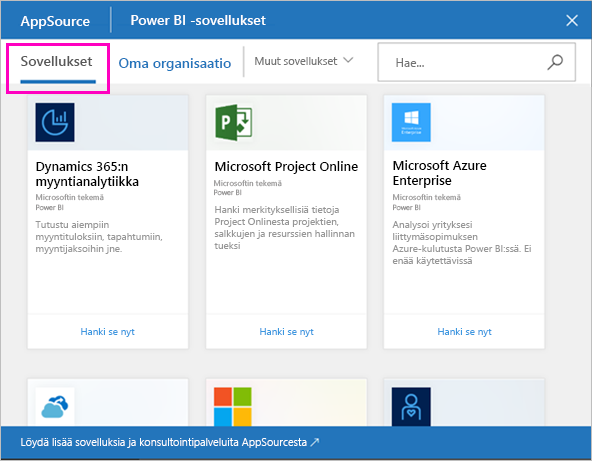 AppSource Power BI -sovellukset
Sovellukset Oma organisaatio Muut sovellukset Hae...
Dynamics 365:n
myyntianalytiikka
Microsoftin tekemä
Power BI
Tutustu aiempiin
myyntituloksiin, tapahtumiin,
myyntijaksoihin jne.
Hanki se nyt
Microsoft Project Online
Microsoftin tekemä
Power BI
Hanki merkityksellisiä tietoja
Project Onlinesta projektien,
salkkujen ja resurssien hallinnan
tueksi
Hanki se nyt
Microsoft Azure
Enterprise
Microsoftin tekemä
Power BI
Analysoi yrityksesi
liittymäsopimuksen
Azure-kulutusta Power BI:ssä. Ei
enää käytettävissä
Hanki se nyt
Löydä lisää sovelluksia ja konsultointipalveluita AppSourcesta